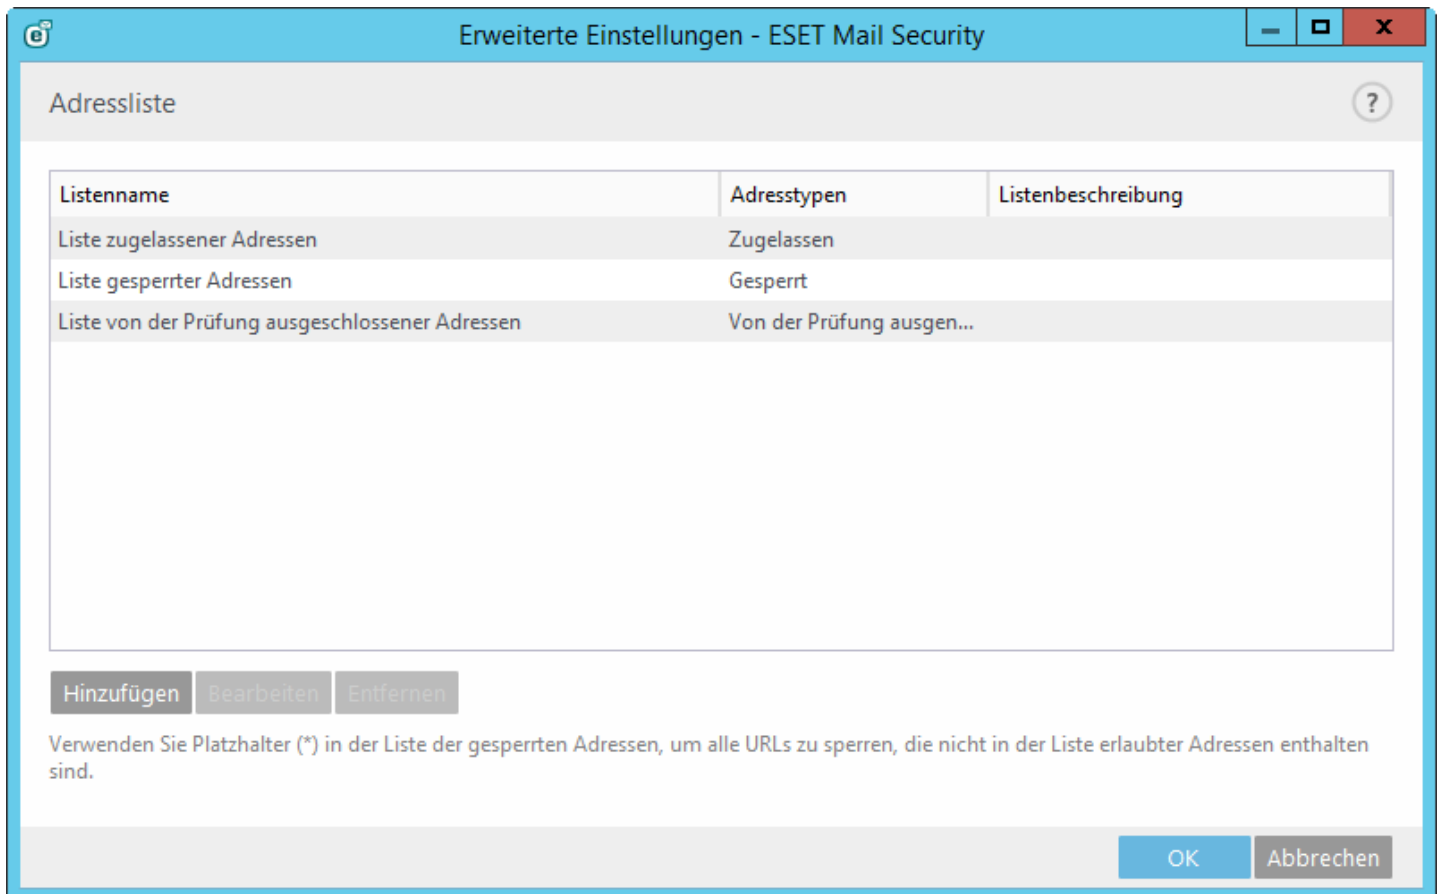 Erweiterte Einstellungen - ESET Mail Security
Adressliste
?
Listenname Adresstypen Listenbeschreibung
Liste zugelassener Adressen Zugelassen
Liste gesperrter Adressen Gesperrt
Liste von der Prüfung ausgeschlossener Adressen Von der Prüfung ausgen...
Hinzufügen Bearbeiten Entfernen
Verwenden Sie Platzhalter (*) in der Liste der gesperrten Adressen, um alle URLs zu sperren, die nicht in der Liste erlaubter Adressen enthalten
sind.
OK Abbrechen